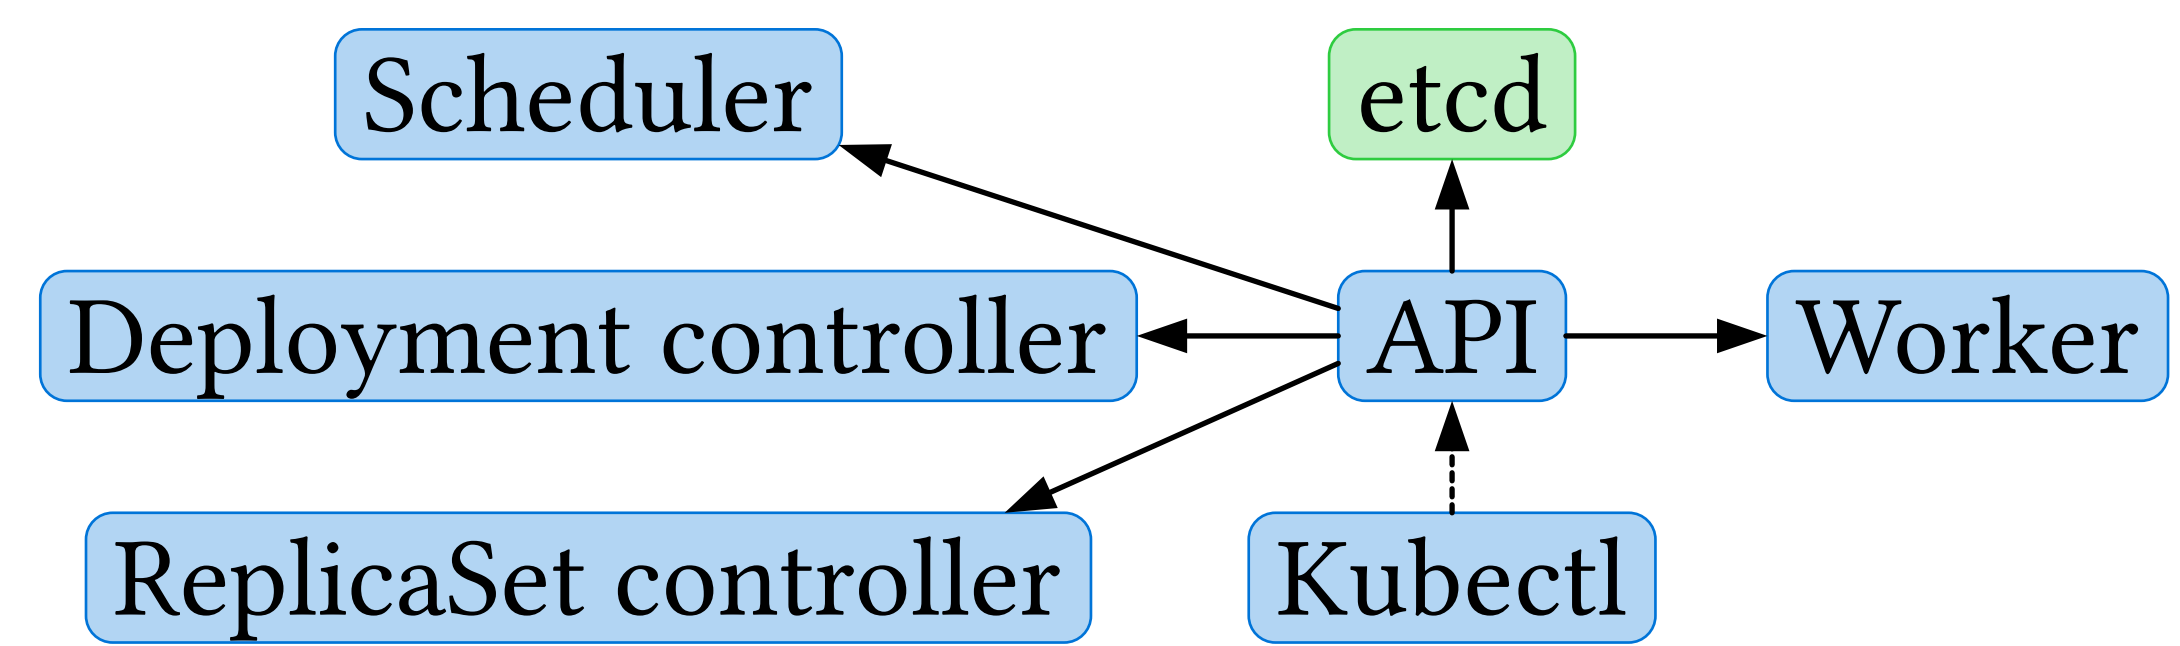 Scheduler
etcd
Deployment controller
API
Worker
ReplicaSet controller
Kubectl